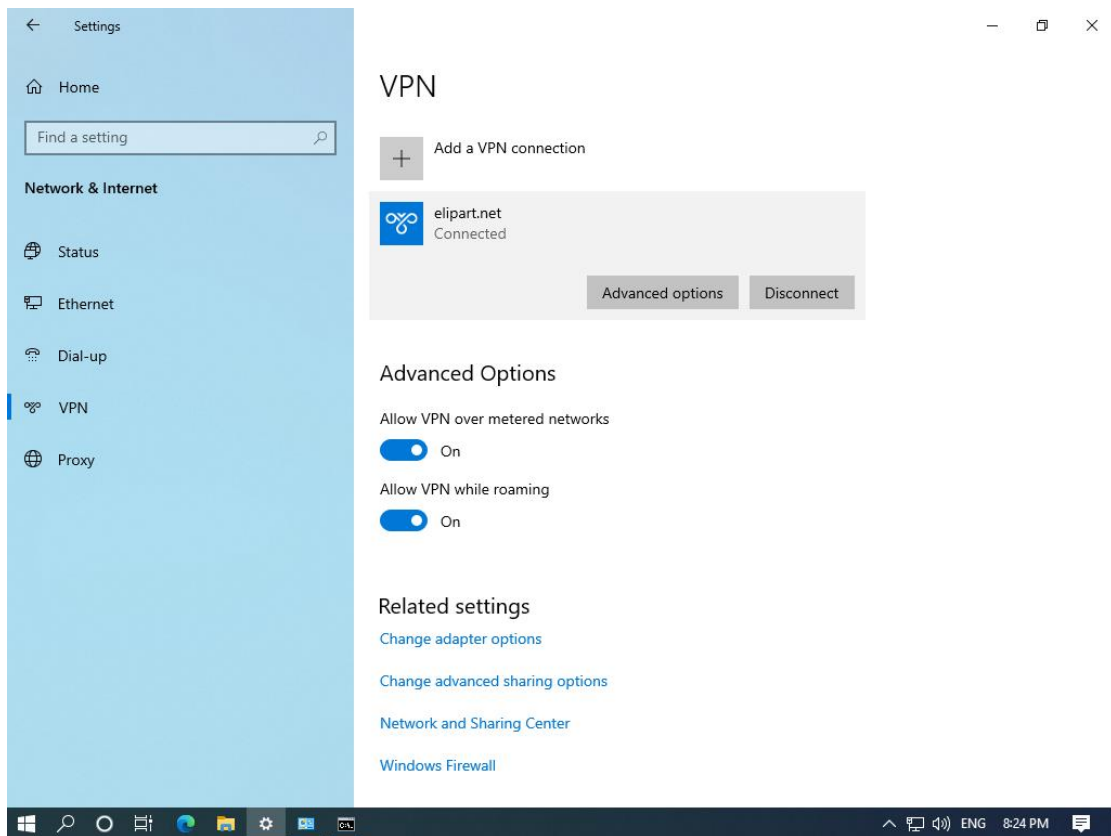 Settings
Home
Find a setting
Network & Internet
Status
Ethernet
Dial-up
VPN
Proxy
VPN
Add a VPN connection
elipart.net
Connected
Advanced options
Disconnect
Advanced Options
Allow VPN over metered networks
On
Allow VPN while roaming
On
Related settings
Change adapter options
Change advanced sharing options
Network and Sharing Center
Windows Firewall
ENG 8:24 PM